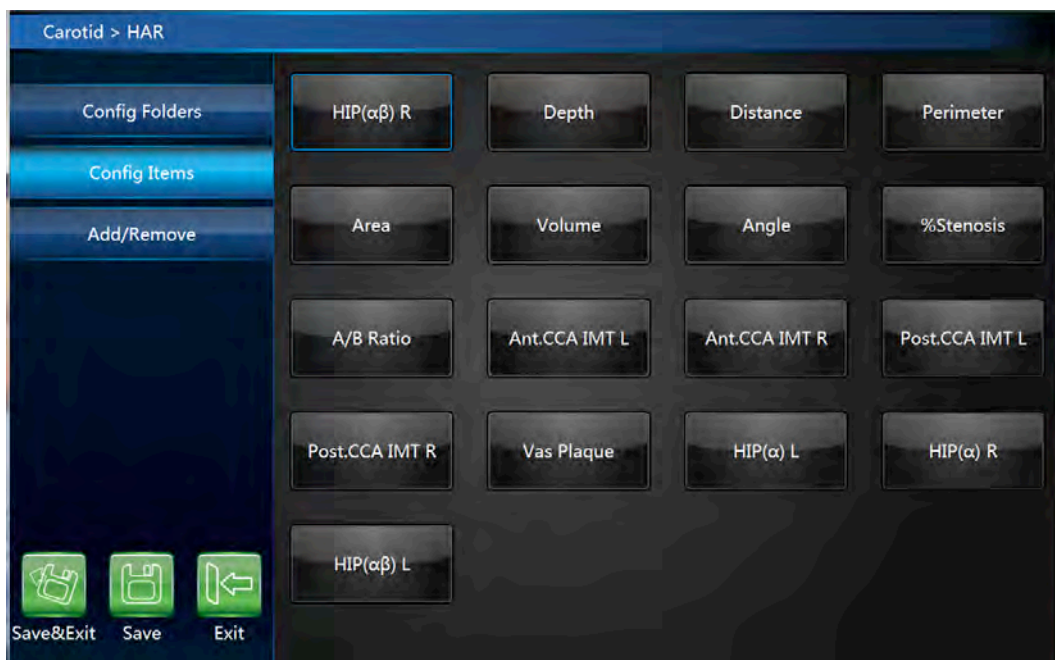 Carotid > HAR
Config Folders
Config Items
Add/Remove
HIP(αβ) R
Depth
Distance
Perimeter
Area
Volume
Angle
%Stenosis
A/B Ratio
Ant.CCA IMT L
Ant.CCA IMT R
Post.CCA IMT L
Post.CCA IMT R
Vas Plaque
HIP(α) L
HIP(α) R
HIP(αβ) L
Save&Exit
Save
Exit